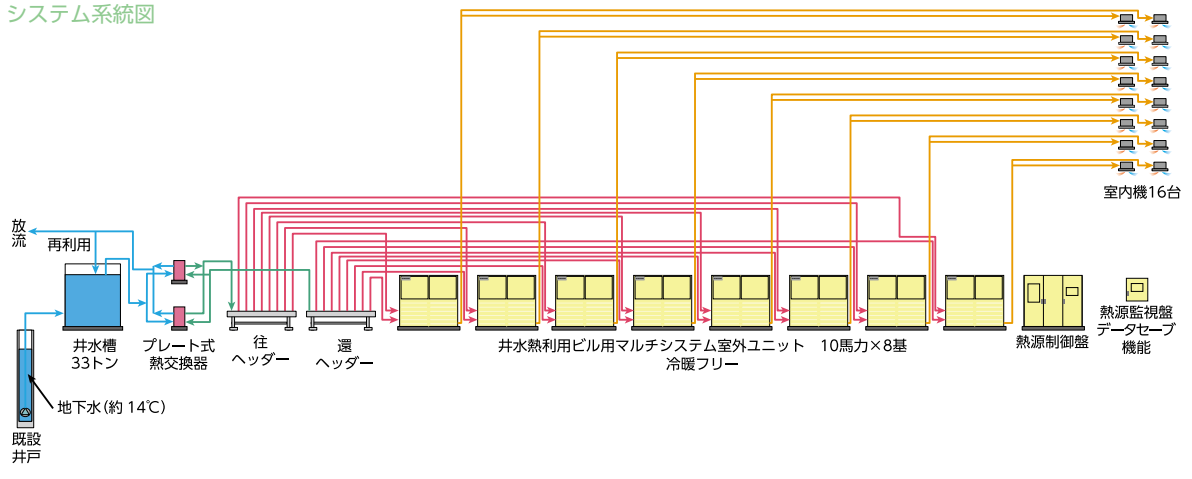 システム系統図
室内機16台
放
流
再利用
井水槽
33トン
プレート式
熱交換器
往
ヘッダー
還
ヘッダー
井水熱利用ビル用マルチシステム室外ユニット 10馬力×8基
冷暖フリー
熱源制御盤
熱源監視盤
データセーブ
機能
地下水(約 14℃)
既設
井戸